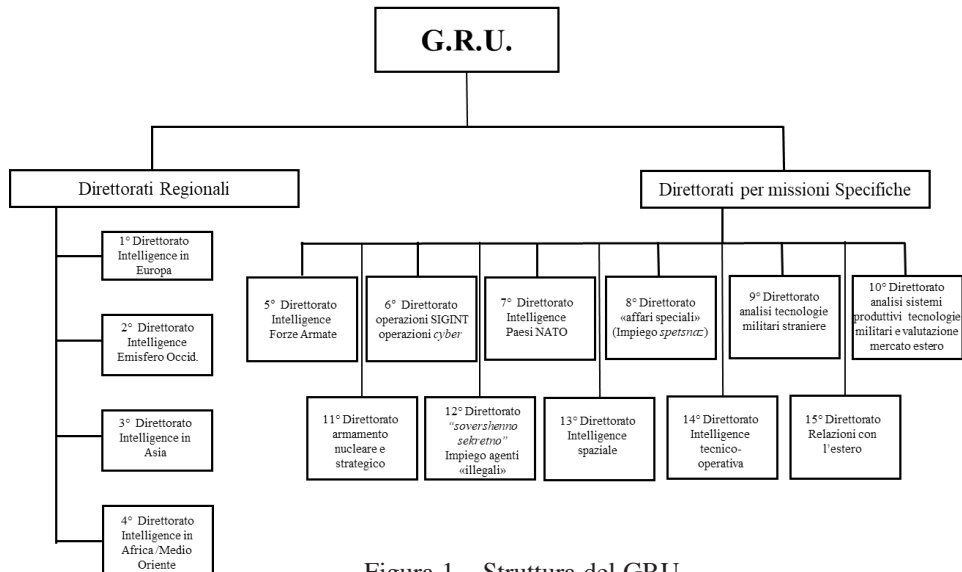 G.R.U.
Direttorati Regionali
Direttorati per missioni Specifiche
1° Direttorato
Intelligence in
Europa
2° Direttorato
Intelligence
Emisfero Occid.
3° Direttorato
Intelligence in
Asia
4° Direttorato
Intelligence in
Africa/Medio
Oriente
5° Direttorato
Intelligence
Forze Armate
6° Direttorato
operazioni SIGINT
operazioni cyber
7° Direttorato
Intelligence
Paesi NATO
8° Direttorato
«affari speciali»
(Impiego spetsnaz)
9° Direttorato
analisi tecnologie
militari straniere
10° Direttorato
analisi sistemi
produttivi tecnologie
militari e valutazione
mercato estero
11° Direttorato
armamento
nucleare e
strategico
12° Direttorato
“sovershenno
sekretno”
Impiego agenti
«illegali»
13° Direttorato
Intelligence
spaziale
14° Direttorato
Intelligence
tecnico-
operativa
15° Direttorato
Relazioni con
l’estero
Figura 1 – Struttura del GRU